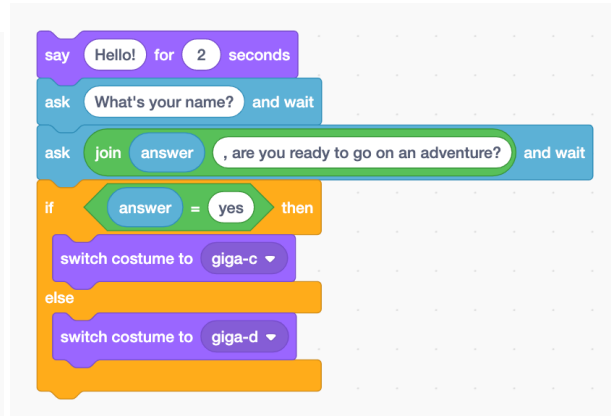 say Hello! for 2 seconds
ask What's your name? and wait
ask join answer , are you ready to go on an adventure? and wait
if answer = yes then
switch costume to giga-c
else
switch costume to giga-d